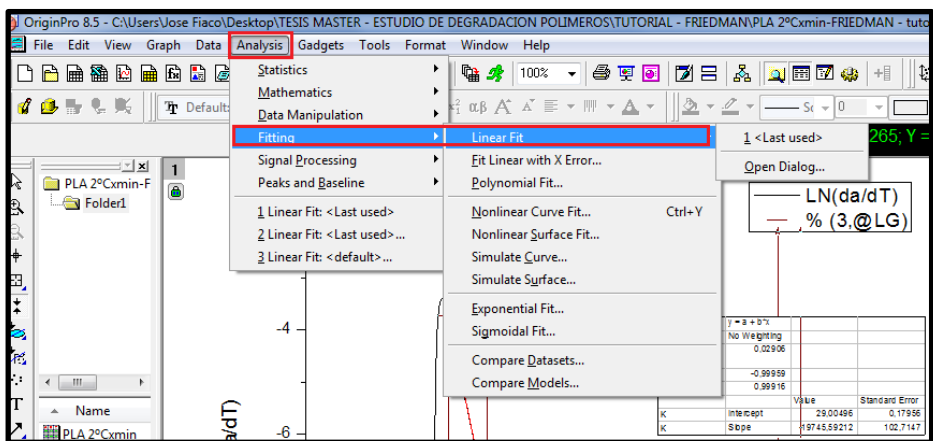 OriginPro 8.5 - C:\Users\Jose Fiaco\Desktop\TESIS MASTER - ESTUDIO DE DEGRADACION POLIMEROS\TUTORIAL - FRIEDMAN\PLA 2ºCxmin-FRIEDMAN - tuto
File Edit View Graph Data Analysis Gadgets Tools Format Window Help
100%
Default:
αβ
0
265; Y =
Statistics
Mathematics
Data Manipulation
Fitting
Signal Processing
Peaks and Baseline
1 Linear Fit: <Last used>
2 Linear Fit: <Last used>...
3 Linear Fit: <default>...
Linear Fit
Fit Linear with X Error...
Polynomial Fit...
Nonlinear Curve Fit... Ctrl+Y
Nonlinear Surface Fit...
Simulate Curve...
Simulate Surface...
Exponential Fit...
Sigmoidal Fit...
Compare Datasets...
Compare Models...
1 <Last used>
Open Dialog...
PLA 2ºCxmin-F
Folder1
Name
PLA 2ºCxmin
1
LN(da/dT)
% (3,@LG)
-4
-6
a/dT)
y = a + b*x
No Weighting
0,02906
-0,99959
0,99916
Value Standard Error
K Intercept 29,00496 0,17956
K Slope -19745,59212 102,7147